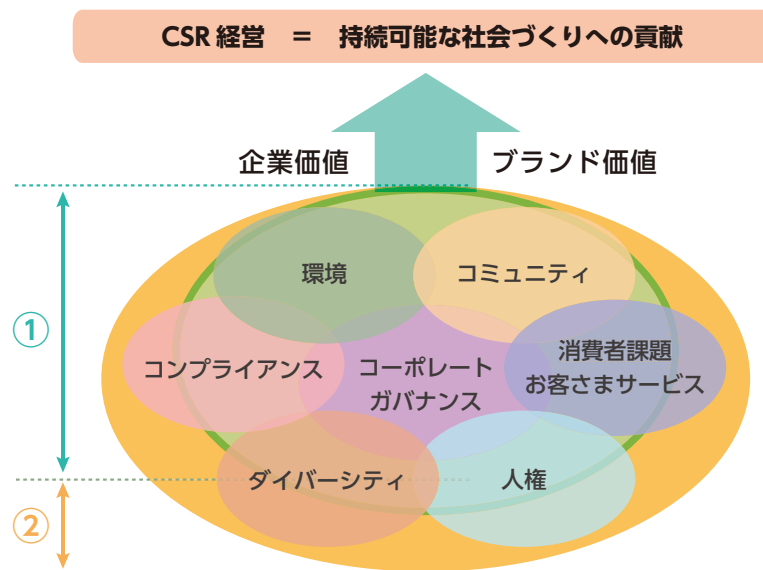 CSR 経営 = 持続可能な社会づくりへの貢献
企業価値
ブランド価値
環境
コミュニティ
①
コンプライアンス
コーポレート
ガバナンス
消費者課題
お客さまサービス
ダイバーシティ
人権
②